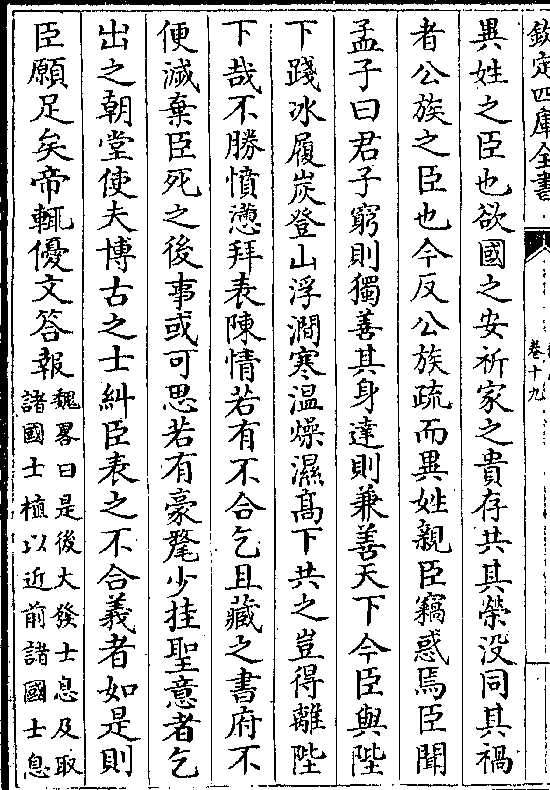 欽定四庫全書
卷十九
異姓之臣也欲國之安祈家之貴存共其榮没同其禍
者公族之臣也今反公族疏而異姓親臣竊惑焉臣聞
孟子曰君子窮則獨善其身達則兼善天下今臣與陛
下踐冰履炭登山浮澗寒温燥濕髙下共之豈得離陛
下哉不勝憤懣拜表陳情若有不合乞且藏之書府不
便滅棄臣死之後事或可思若有豪氂少挂聖意者乞
出之朝堂使夫博古之士糾臣表之不合義者如是則
臣願足矣帝輒優文答報
魏畧曰是後大發士息及取
諸國士植以近前諸國士息